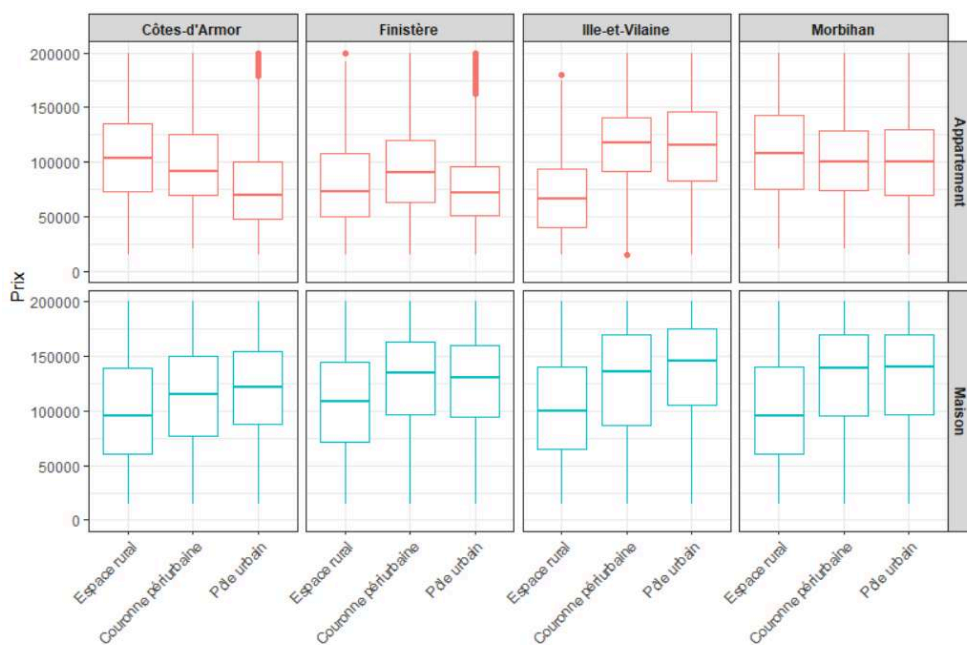 Côtes-d'Armor
Finistère
Ille-et-Vilaine
Morbihan
200000
150000
100000
50000
0
Appartement
Prix
200000
150000
100000
50000
0
Maison
Espace rural
Couronne périurbaine
Pôle urbain
Espace rural
Couronne périurbaine
Pôle urbain
Espace rural
Couronne périurbaine
Pôle urbain
Espace rural
Couronne périurbaine
Pôle urbain